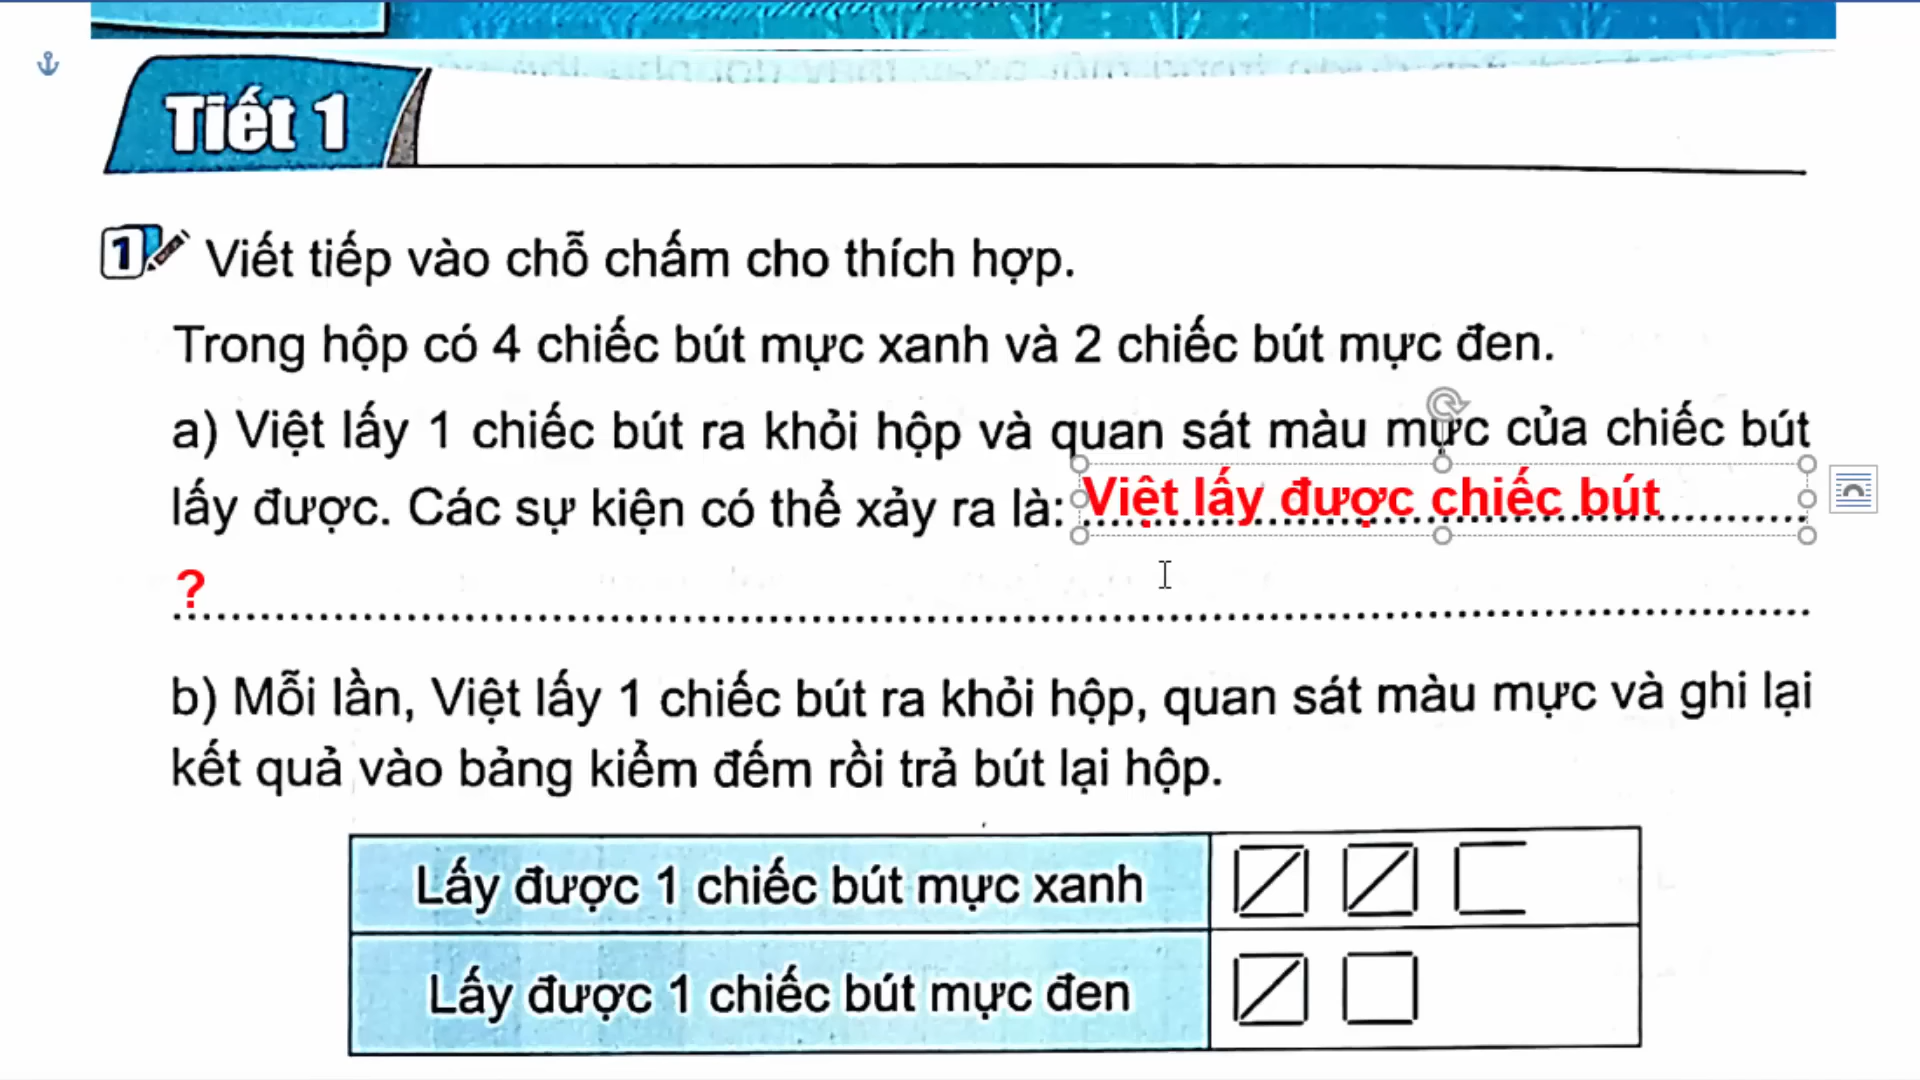 Tiết 1
1 Viết tiếp vào chỗ chấm cho thích hợp.
Trong hộp có 4 chiếc bút mực xanh và 2 chiếc bút mực đen.
a) Việt lấy 1 chiếc bút ra khỏi hộp và quan sát màu mực của chiếc bút
lấy được. Các sự kiện có thể xảy ra là: Việt lấy được chiếc bút
?
b) Mỗi lần, Việt lấy 1 chiếc bút ra khỏi hộp, quan sát màu mực và ghi lại
kết quả vào bảng kiểm đếm rồi trả bút lại hộp.
Lấy được 1 chiếc bút mực xanh
Lấy được 1 chiếc bút mực đen